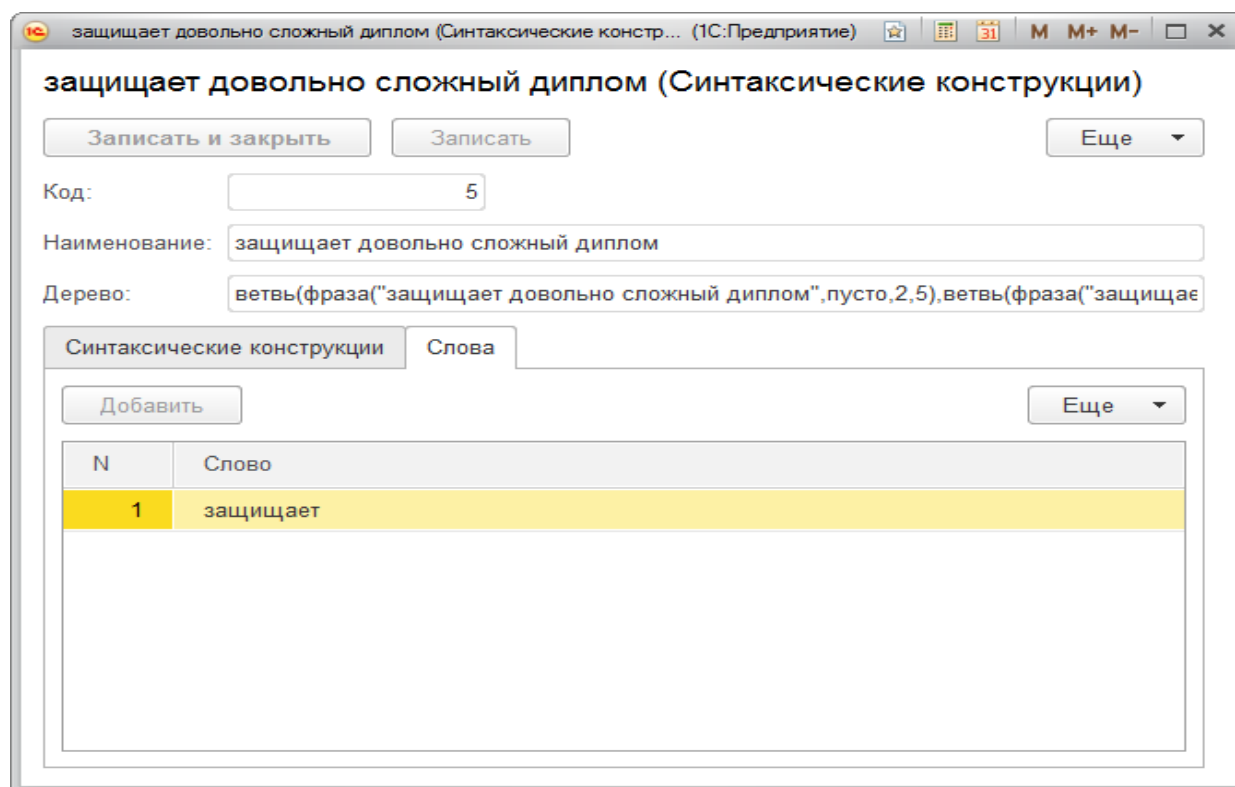 защищает довольно сложный диплом (Синтаксические констр... (1С:Предприятие) 31 M M+ M-
защищает довольно сложный диплом (Синтаксические конструкции)
Записать и закрыть Записать Еще
Код: 5
Наименование: защищает довольно сложный диплом
Дерево: ветвь(фраза("защищает довольно сложный диплом",пусто,2,5),ветвь(фраза("защищае
Синтаксические конструкции Слова
Добавить Еще
N Слово
1 защищает